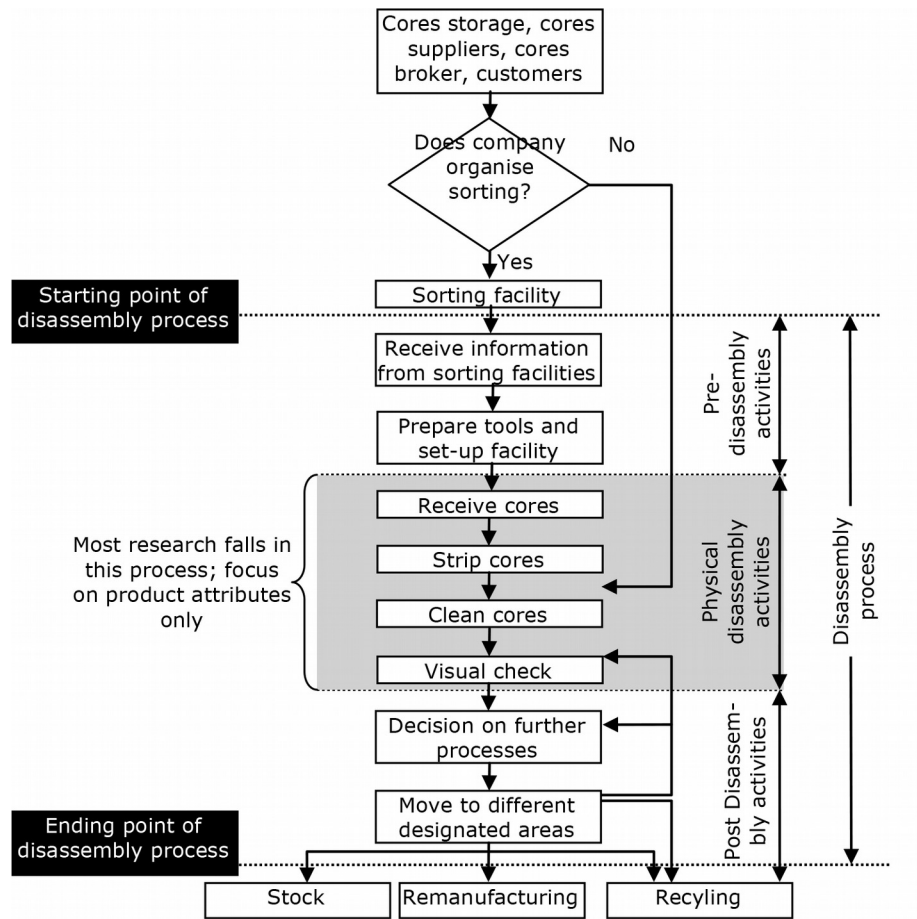 Cores storage, cores
suppliers, cores
broker, customers
Does company
organise
sorting?
No
Yes
Starting point of
disassembly process
Sorting facility
Receive information
from sorting facilities
Prepare tools and
set-up facility
Pre-
disassembly
activities
Receive cores
Strip cores
Clean cores
Visual check
Most research falls in
this process; focus
on product attributes
only
Physical
disassembly
activities
Disassembly
process
Decision on further
processes
Move to different
designated areas
Post Disassem-
bly activities
Ending point of
disassembly process
Stock
Remanufacturing
Recyling